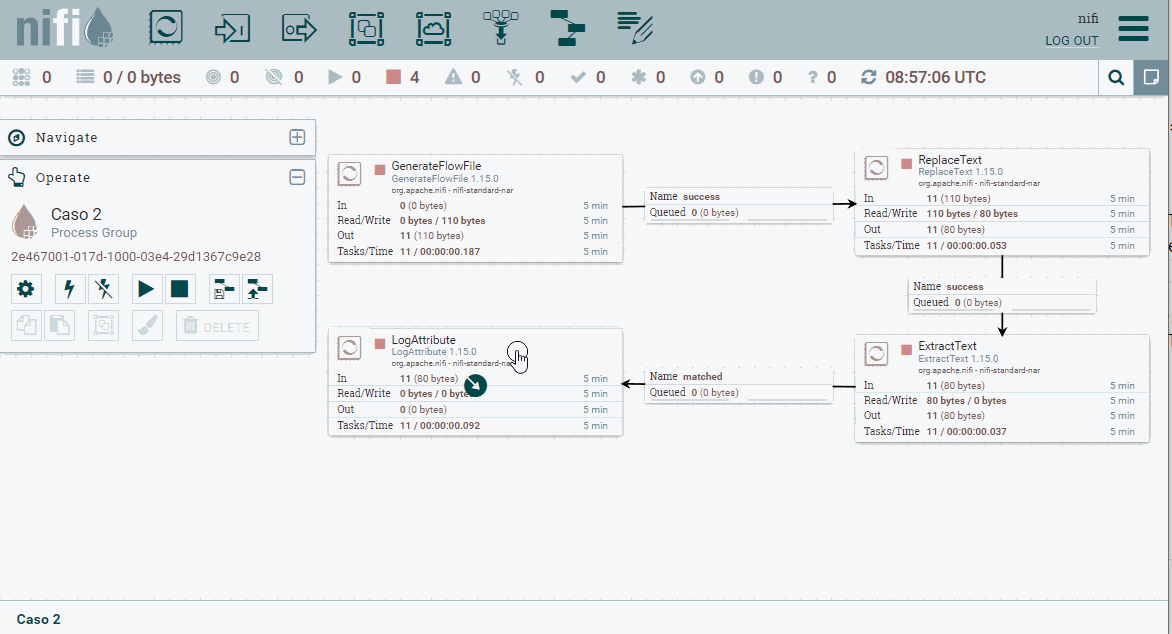 nifi
nifi
LOG OUT
0
0 / 0 bytes
0
0
0
4
0
0
0
0
0
0
? 0
08:57:06 UTC
Navigate
Operate
Caso 2
Process Group
2e467001-017d-1000-03e4-29d1367c9e28
DELETE
GenerateFlowFile
GenerateFlowFile 1.15.0
org.apache.nifi - nifi-standard-nar
In 0 (0 bytes) 5 min
Read/Write 0 bytes / 110 bytes 5 min
Out 11 (110 bytes) 5 min
Tasks/Time 11 / 00:00:00.187 5 min
Name success
Queued 0 (0 bytes)
ReplaceText
ReplaceText 1.15.0
org.apache.nifi - nifi-standard-nar
In 11 (110 bytes) 5 min
Read/Write 110 bytes / 80 bytes 5 min
Out 11 (80 bytes) 5 min
Tasks/Time 11 / 00:00:00.053 5 min
Name success
Queued 0 (0 bytes)
LogAttribute
LogAttribute 1.15.0
org.apache.nifi - nifi-standard-nar
In 11 (80 bytes) 5 min
Read/Write 0 bytes / 0 bytes 5 min
Out 0 (0 bytes) 5 min
Tasks/Time 11 / 00:00:00.092 5 min
Name matched
Queued 0 (0 bytes)
ExtractText
ExtractText 1.15.0
org.apache.nifi - nifi-standard-nar
In 11 (80 bytes) 5 min
Read/Write 80 bytes / 0 bytes 5 min
Out 11 (80 bytes) 5 min
Tasks/Time 11 / 00:00:00.037 5 min
Caso 2